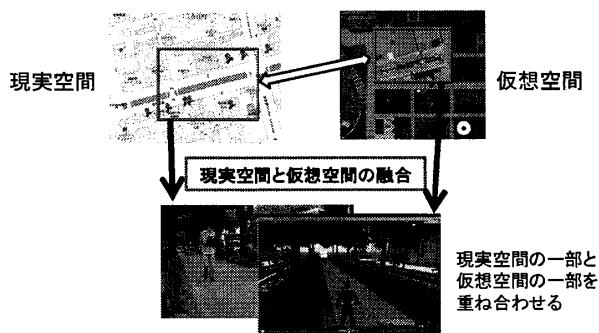 現実空間
仮想空間
現実空間と仮想空間の融合
現実空間の一部と
仮想空間の一部を
重ね合わせる